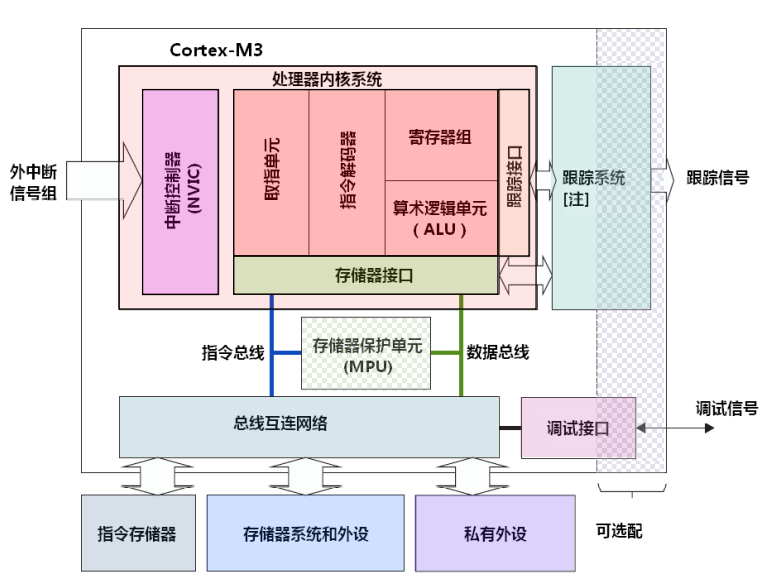 Cortex-M3
处理器内核系统
外中断
信号组
中断控制器
(NVIC)
取指单元
指令解码器
寄存器组
算术逻辑单元
( ALU )
跟踪接口
跟踪系统
[注]
跟踪信号
存储器接口
指令总线
存储器保护单元
(MPU)
数据总线
总线互连网络
调试接口
调试信号
指令存储器
存储器系统和外设
私有外设
可选配